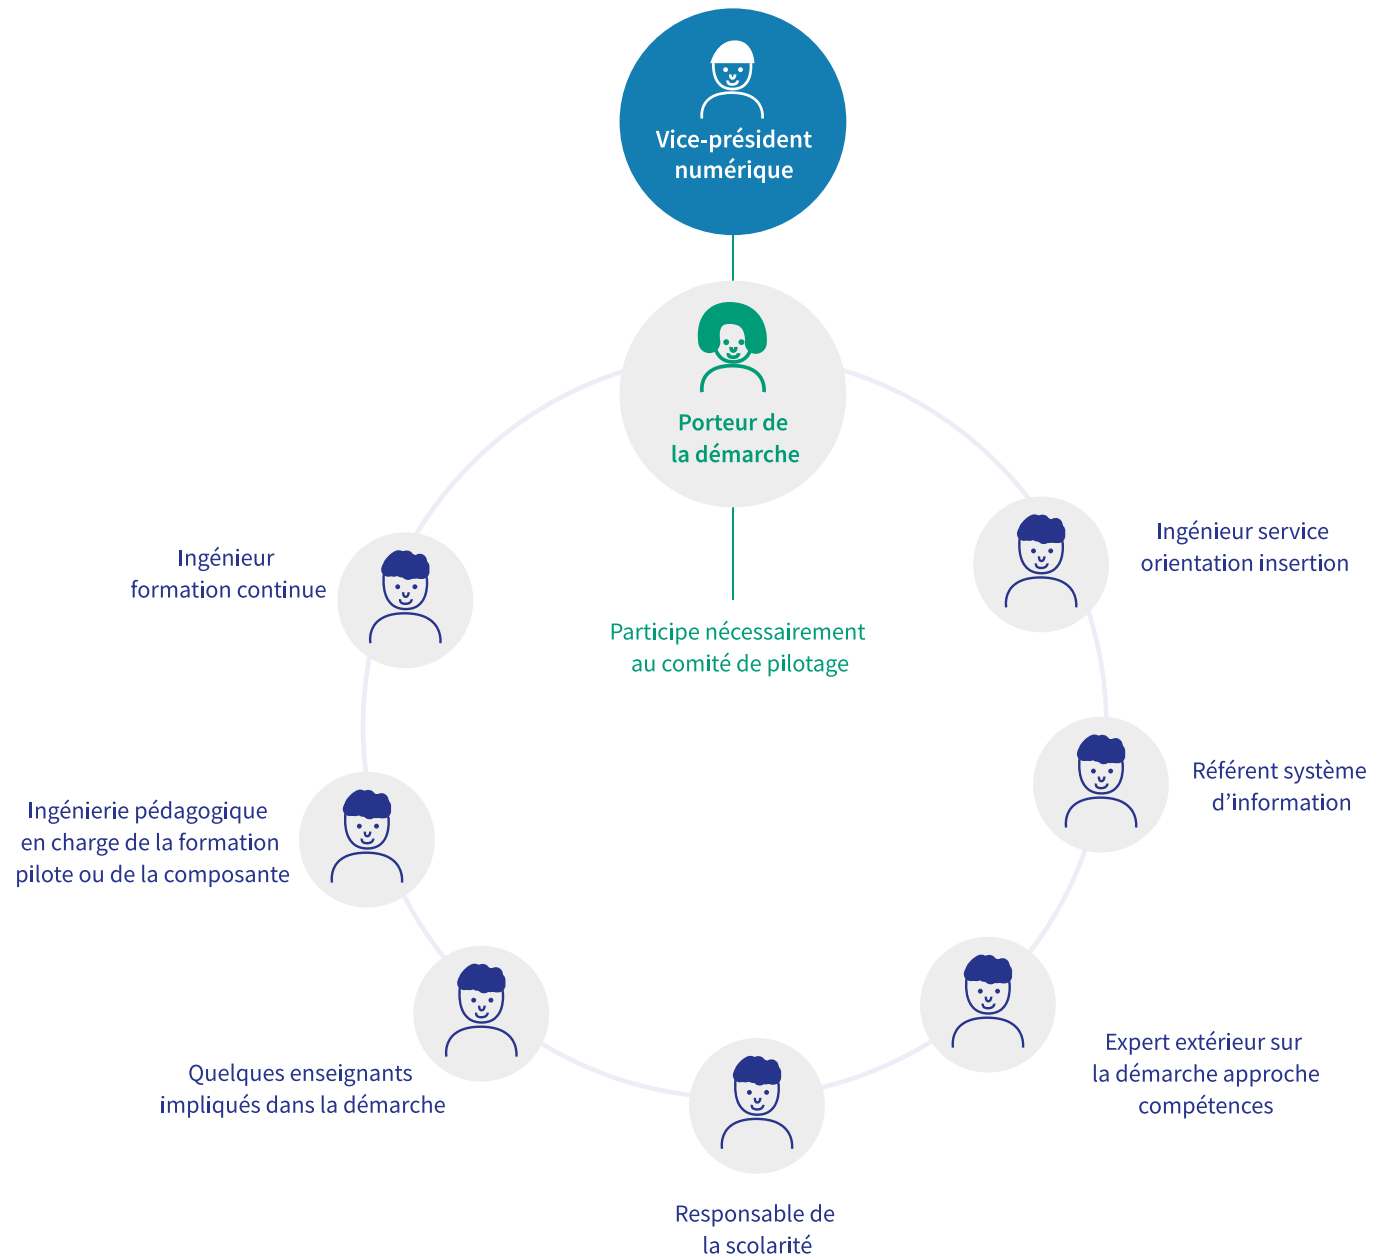 Vice-président
numérique
Porteur de
la démarche
Participe nécessairement
au comité de pilotage
Ingénieur service
orientation insertion
Référent système
d’information
Expert extérieur sur
la démarche approche
compétences
Responsable de
la scolarité
Quelques enseignants
impliqués dans la démarche
Ingénierie pédagogique
en charge de la formation
pilote ou de la composante
Ingénieur
formation continue